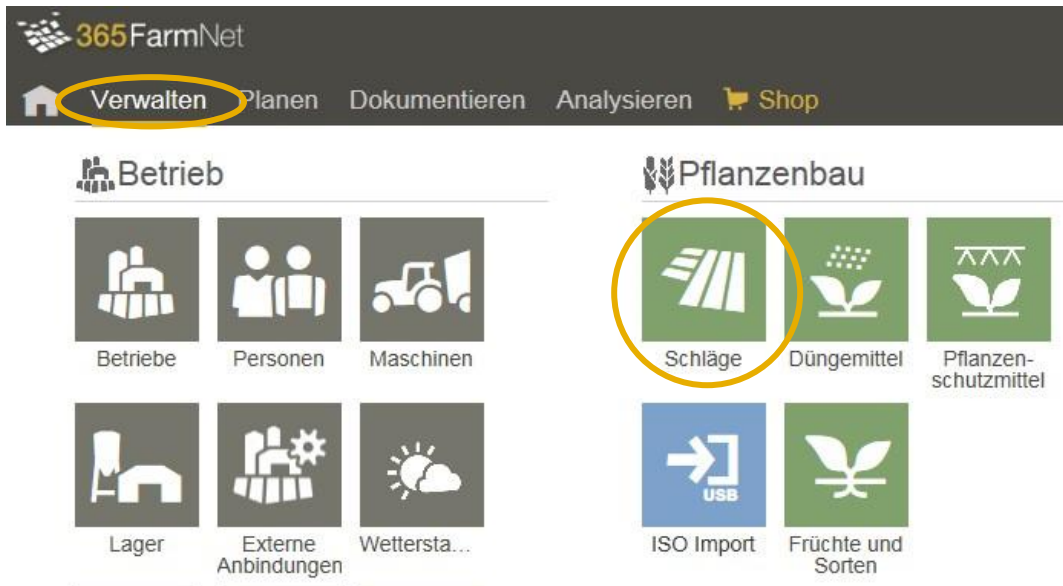 365FarmNet
Verwalten Planen Dokumentieren Analysieren Shop
Betrieb
Pflanzenbau
Betriebe Personen Maschinen
Schläge Düngemittel Pflanzen-
schutzmittel
USB
Lager Externe Wettersta...
Anbindungen
ISO Import Früchte und
Sorten